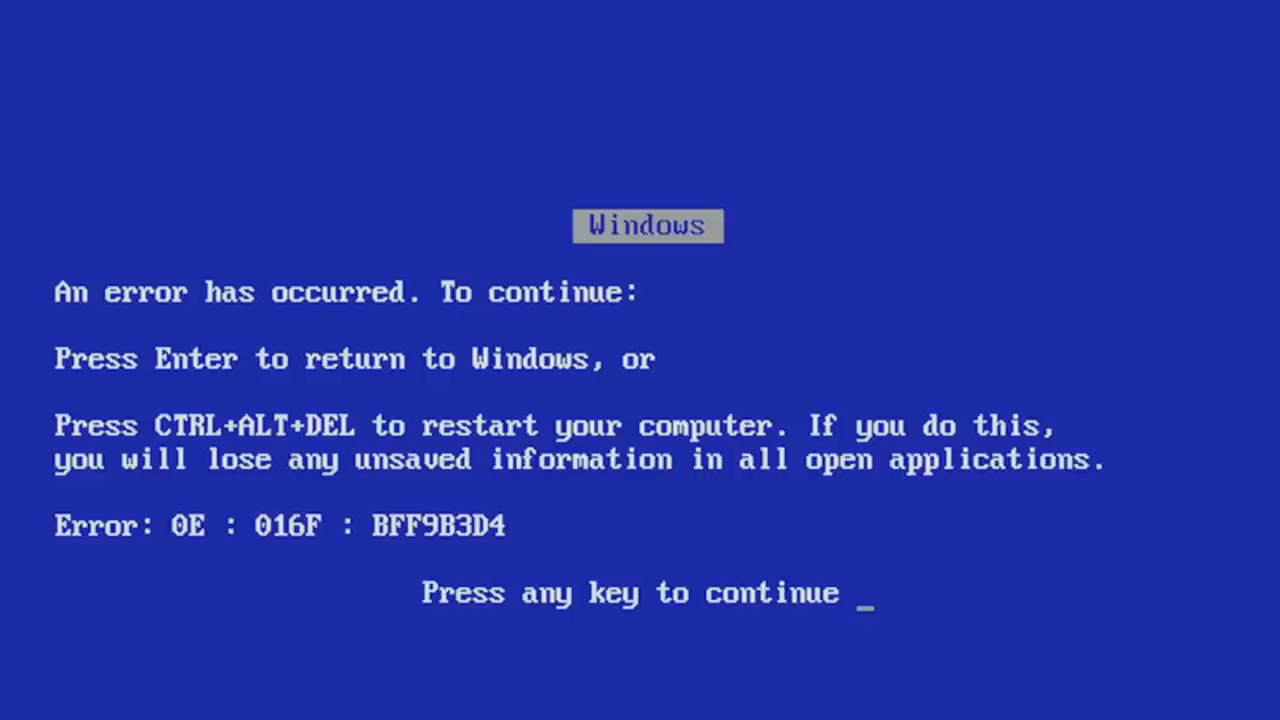 Windows
An error has occurred. To continue:
Press Enter to return to Windows, or
Press CTRL+ALT+DEL to restart your computer. If you do this,
you will lose any unsaved information in all open applications.
Error: 0E : 016F : BFF9B3D4
Press any key to continue _